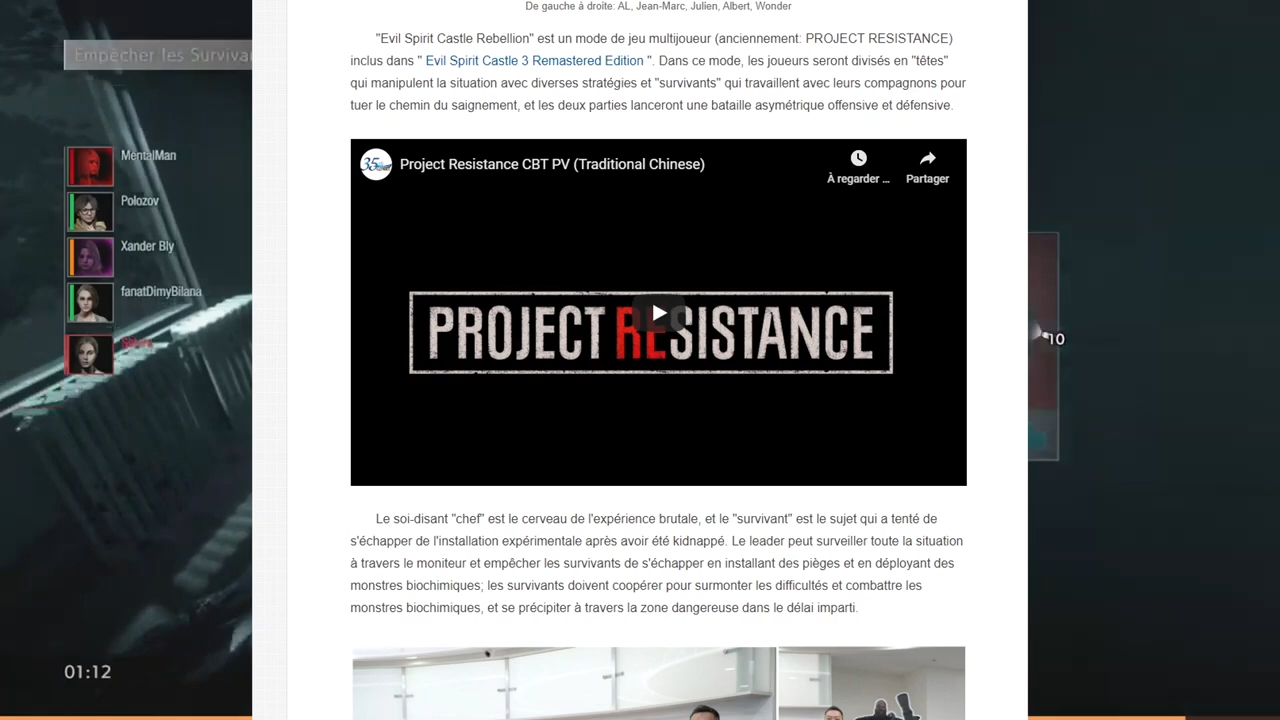 De gauche à droite: AL, Jean-Marc, Julien, Albert, Wonder
"Evil Spirit Castle Rebellion" est un mode de jeu multijoueur (anciennement: PROJECT RESISTANCE)
inclus dans " Evil Spirit Castle 3 Remastered Edition ". Dans ce mode, les joueurs seront divisés en "têtes"
qui manipulent la situation avec diverses stratégies et "survivants" qui travaillent avec leurs compagnons pour
tuer le chemin du saignement, et les deux parties lanceront une bataille asymétrique offensive et défensive.
Empêcher les Survivan
MentalMan
Polozov
Xander Bly
fanatDimyBilana
35
Project Resistance CBT PV (Traditional Chinese)
À regarder ...
Partager
PROJECT RESISTANCE
10
Le soi-disant "chef" est le cerveau de l'expérience brutale, et le "survivant" est le sujet qui a tenté de
s'échapper de l'installation expérimentale après avoir été kidnappé. Le leader peut surveiller toute la situation
à travers le moniteur et empêcher les survivants de s'échapper en installant des pièges et en déployant des
monstres biochimiques; les survivants doivent coopérer pour surmonter les difficultés et combattre les
monstres biochimiques, et se précipiter à travers la zone dangereuse dans le délai imparti.
01:12